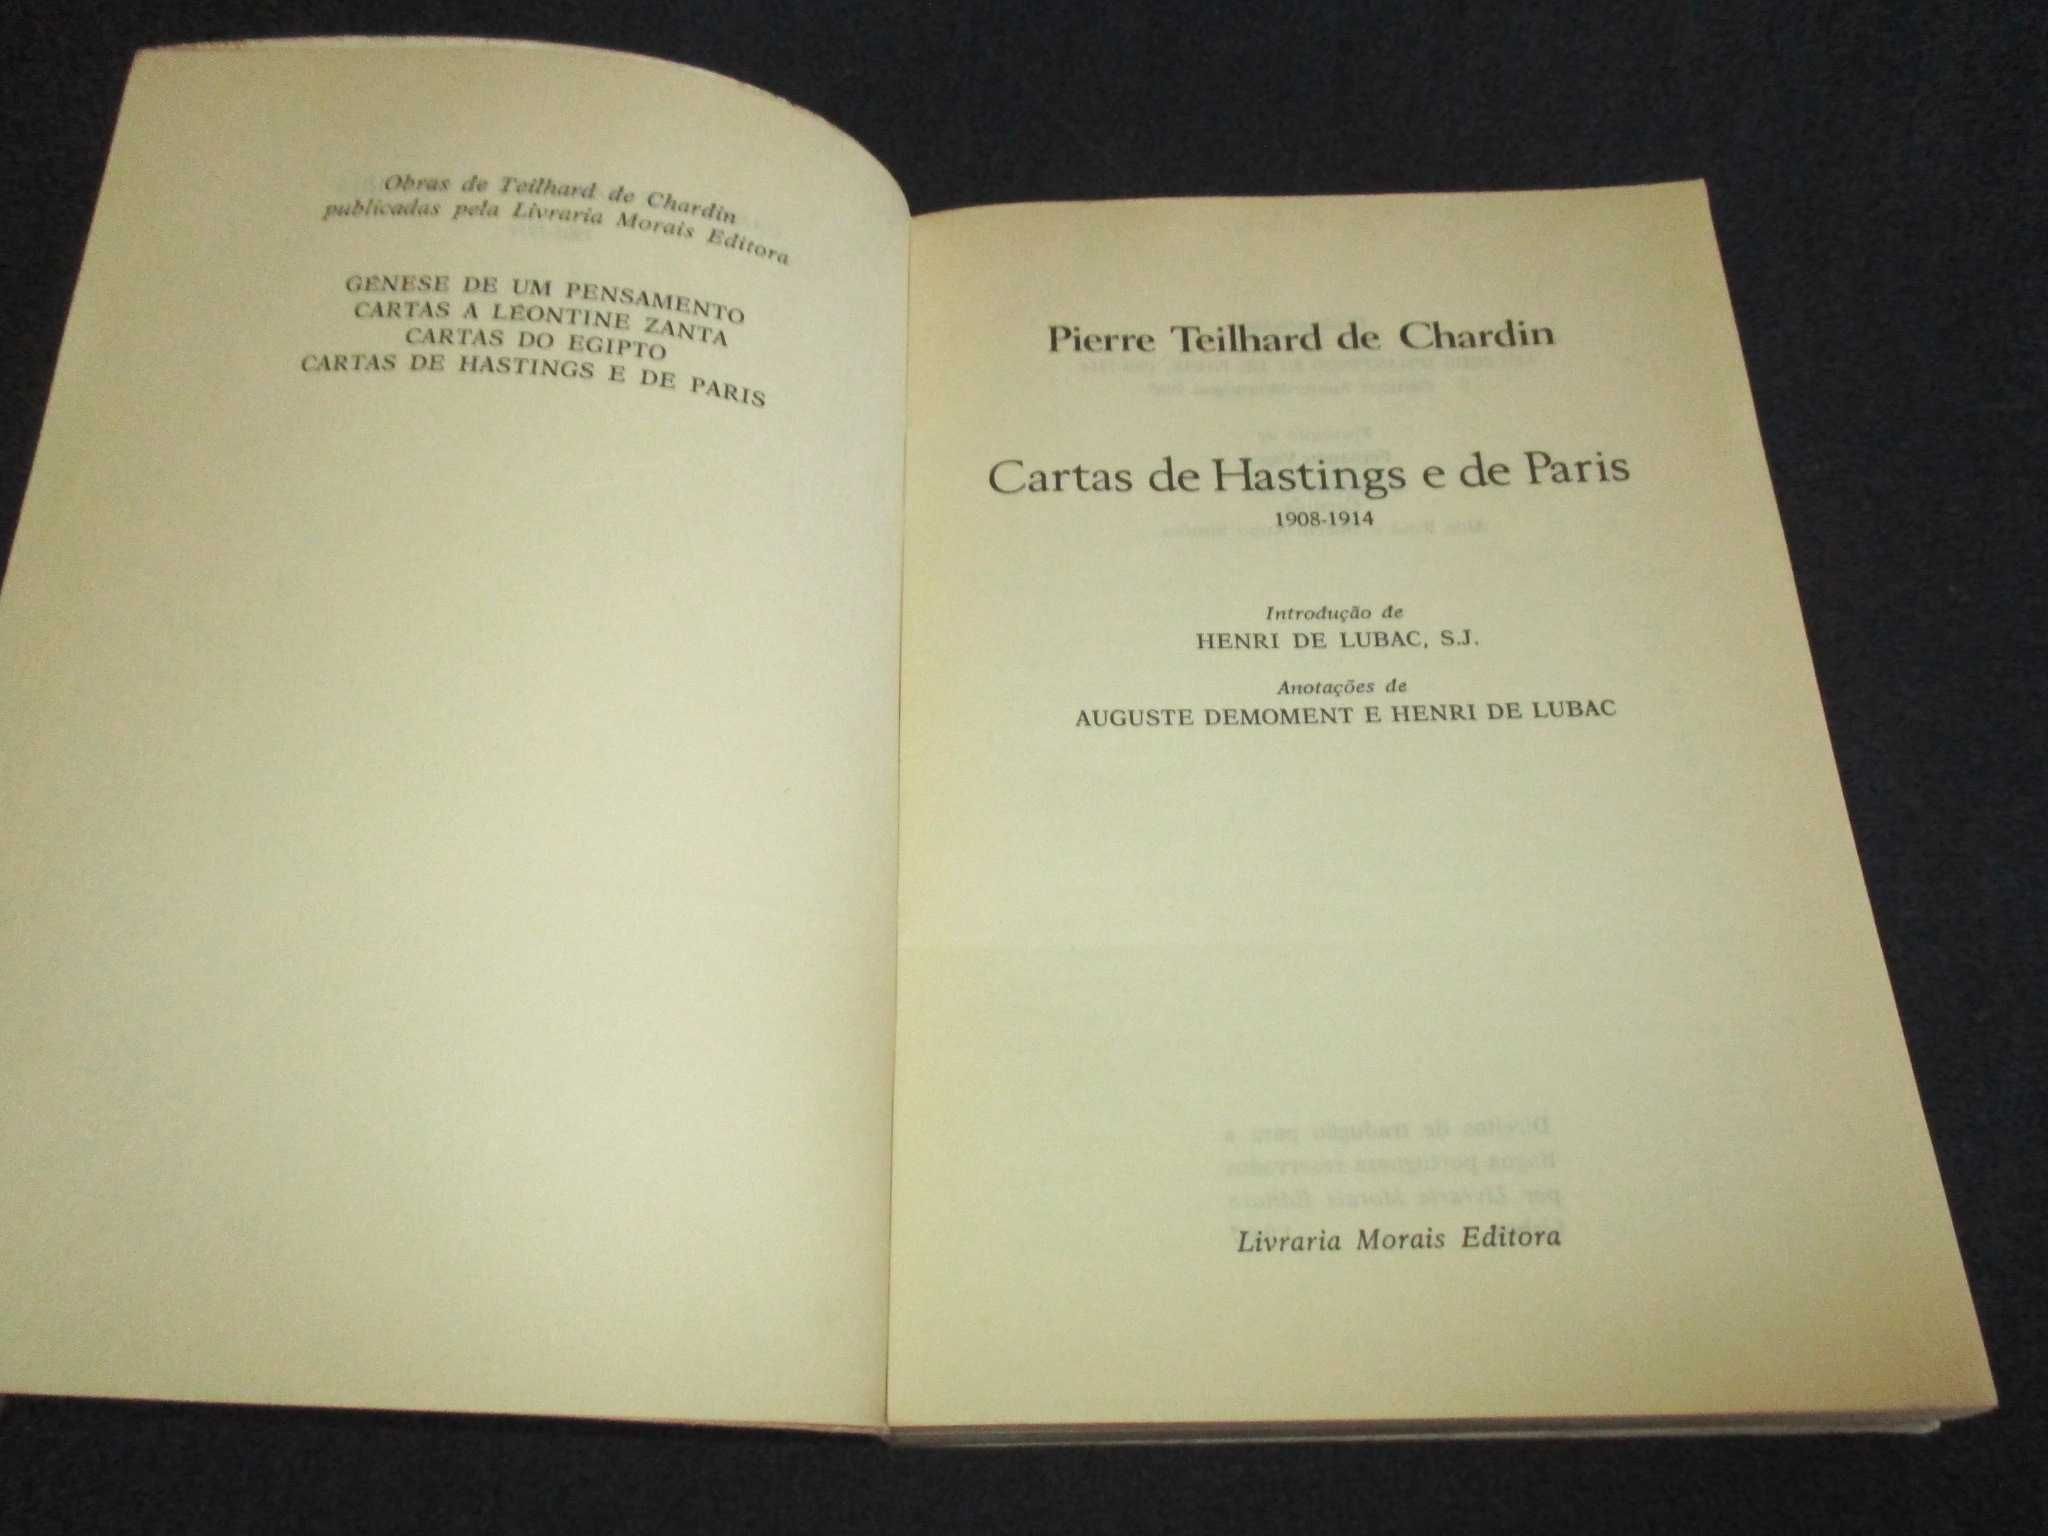 Obras de Teilhard de Chardin
publicadas pela Livraria Morais Editora
GÉNESE DE UM PENSAMENTO
CARTAS A LÉONTINE ZANTA
CARTAS DO EGIPTO
CARTAS DE HASTINGS E DE PARIS
Pierre Teilhard de Chardin
Cartas de Hastings e de Paris
1908-1914
Introdução de
HENRI DE LUBAC, S.J.
Anotações de
AUGUSTE DEMOMENT E HENRI DE LUBAC
Livraria Morais Editora